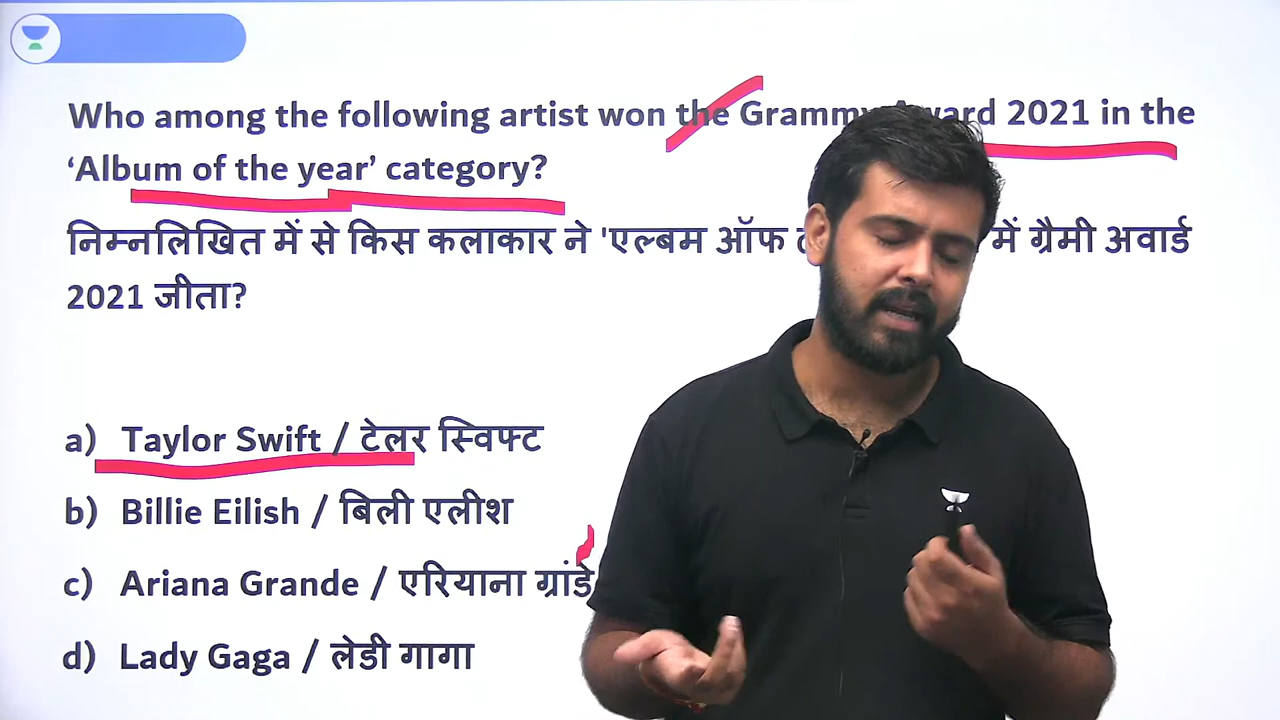 Who among the following artist won the Grammy Award 2021 in the
‘Album of the year’ category?
निम्नलिखित में से किस कलाकार ने 'एल्बम ऑफ में ग्रैमी अवार्ड
2021 जीता?
a) Taylor Swift / टेलर स्विफ्ट
b) Billie Eilish / बिली एलीश
c) Ariana Grande / एरियाना ग्रांडे
d) Lady Gaga / लेडी गागा